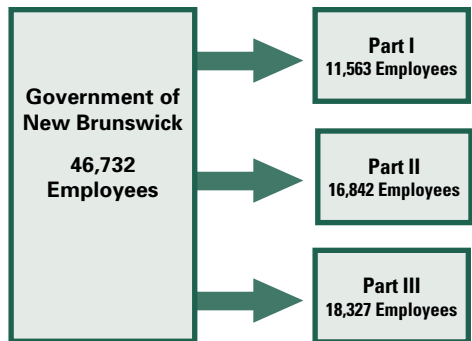 Government of
New Brunswick
46,732
Employees
Part I
11,563 Employees
Part II
16,842 Employees
Part III
18,327 Employees